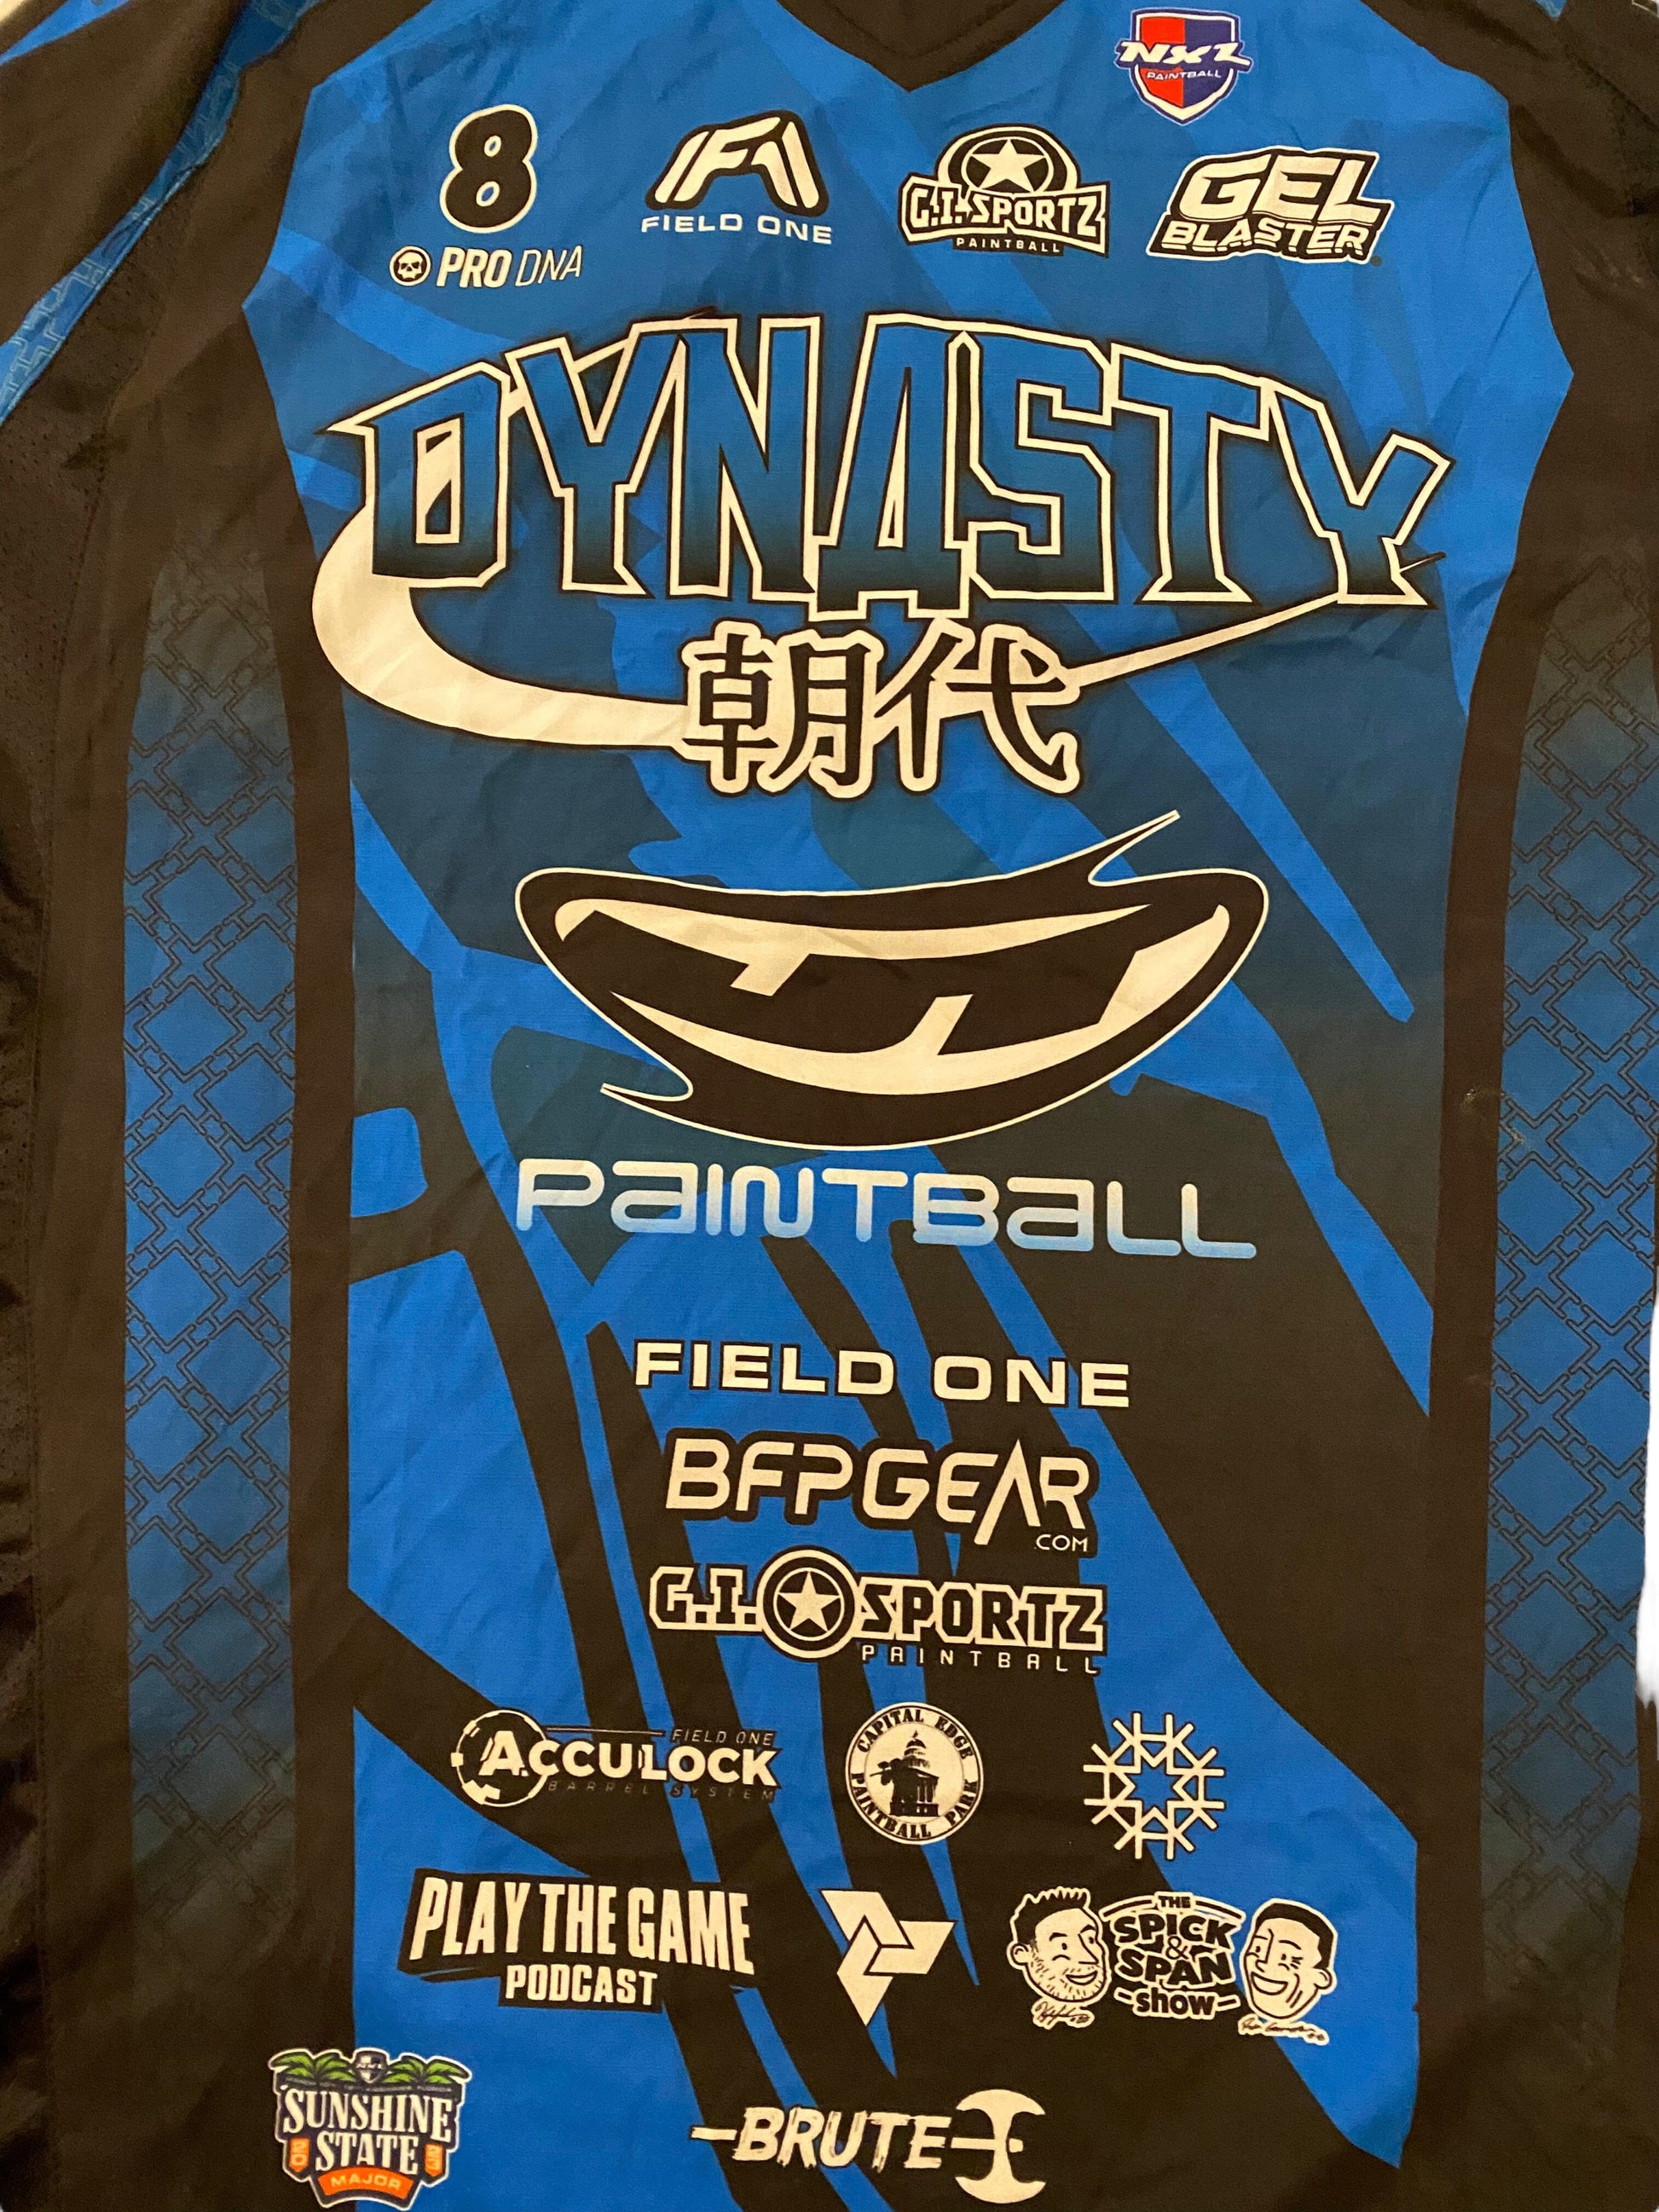 NXL
PAINTBALL
8
FIELD ONE
G.I. SPORTZ
PAINTBALL
GEL
BLASTER
PRO DNA
DYNASTY
朝代
PAINTBALL
FIELD ONE
BFPGEAR
.COM
G.I. SPORTZ
PAINTBALL
FIELD ONE
ACCULOCK
BARREL SYSTEM
CAPITAL EDGE
PAINTBALL PARK
PLAY THE GAME
PODCAST
THE
SPICK
&
SPAN
SHOW
SUNSHINE
STATE
MAJOR
BRUTE